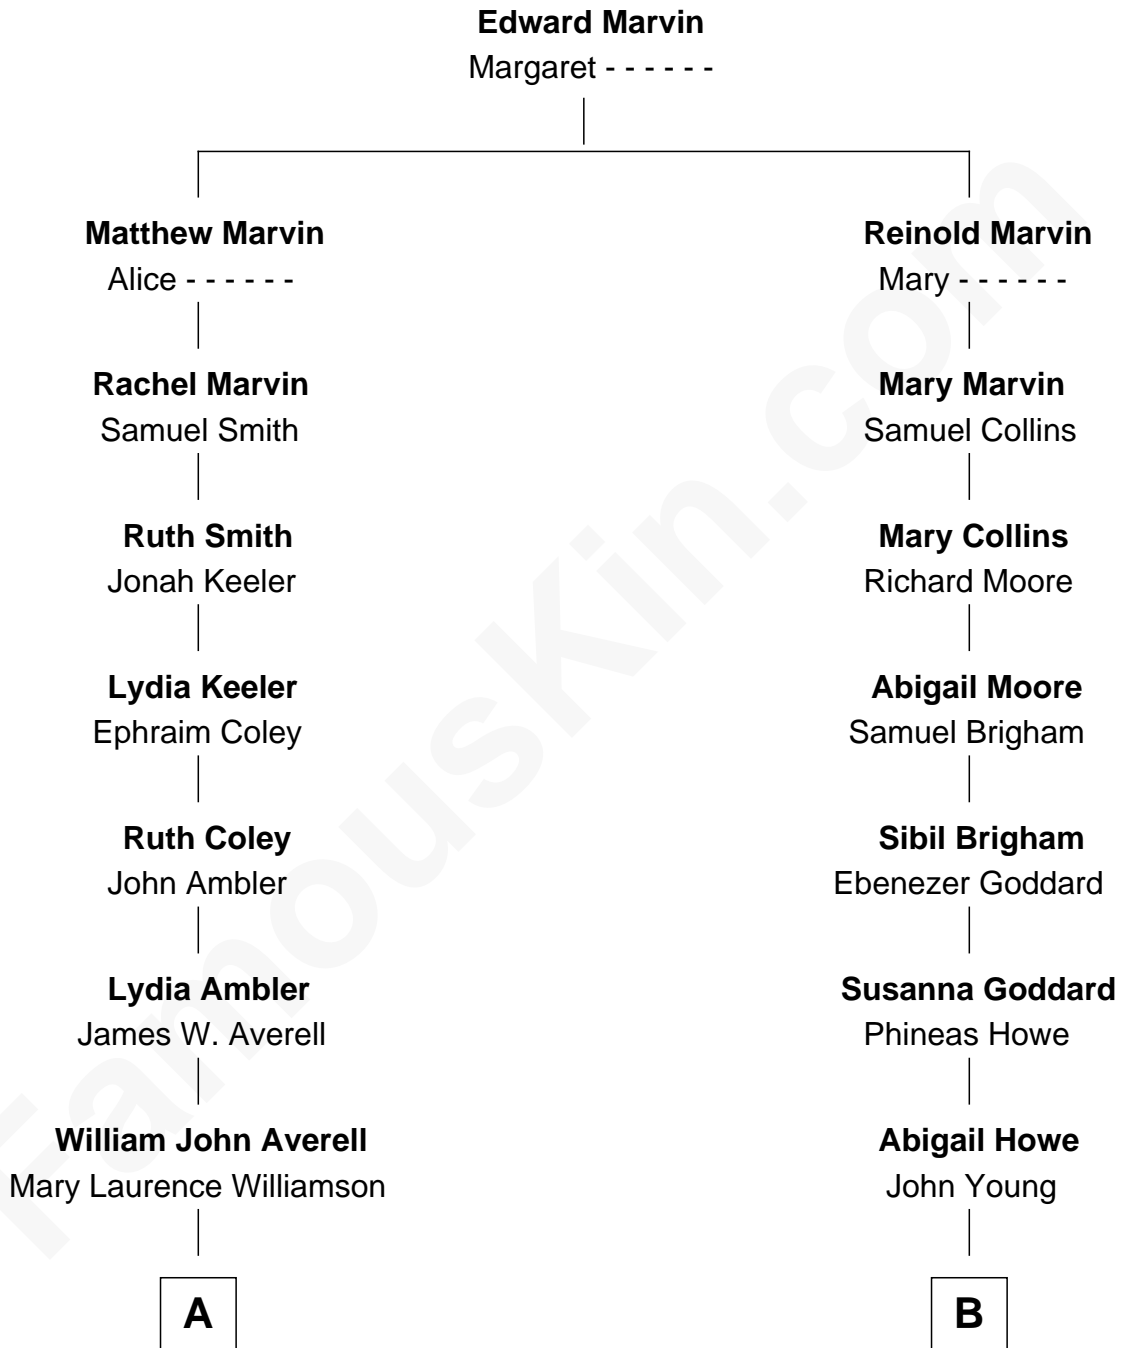 Edward Marvin
Margaret - - - - - -
Matthew Marvin
Alice - - - - - -
Reinold Marvin
Mary - - - - - -
Rachel Marvin
Samuel Smith
Mary Marvin
Samuel Collins
Ruth Smith
Jonah Keeler
Mary Collins
Richard Moore
Lydia Keeler
Ephraim Coley
Abigail Moore
Samuel Brigham
Ruth Coley
John Ambler
Sibil Brigham
Ebenezer Goddard
Lydia Ambler
James W. Averell
Susanna Goddard
Phineas Howe
William John Averell
Mary Laurence Williamson
Abigail Howe
John Young
A
B
FamousKin.com